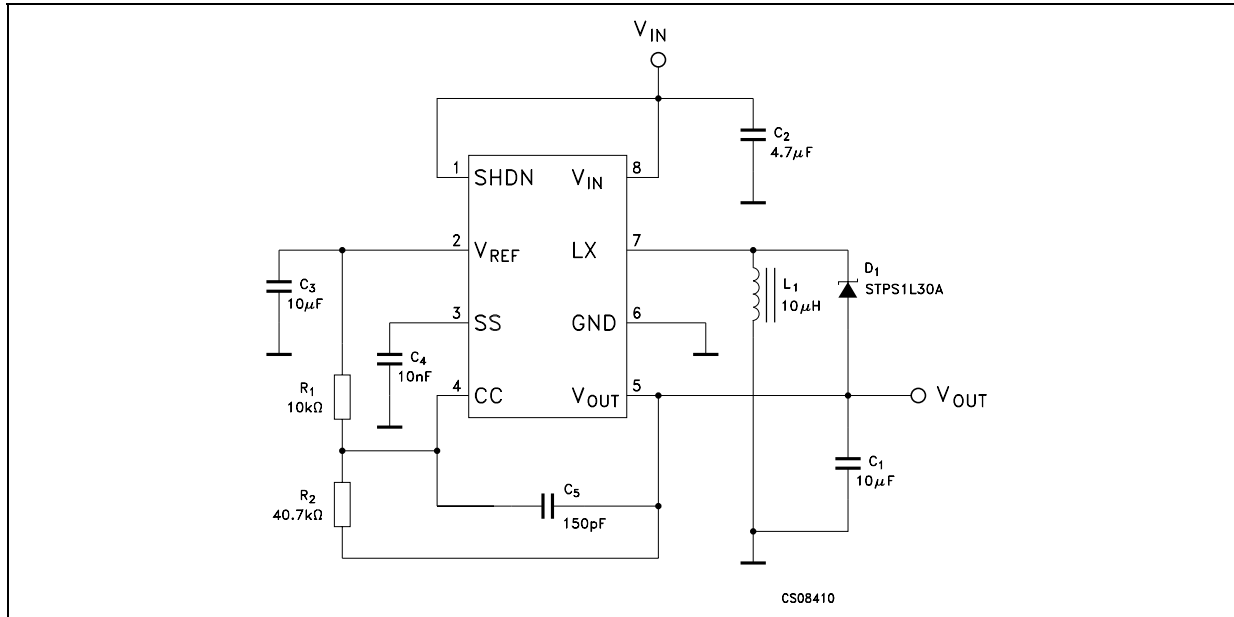 V_IN
C_2
4.7μF
1 SHDN V_IN 8
2 V_REF LX 7
C_3
10μF
L_1
10μH
D_1
STPS1L30A
3 SS GND 6
C_4
10nF
R_1
10kΩ
4 CC V_OUT 5
V_OUT
C_1
10μF
R_2
40.7kΩ
C_5
150pF
CS08410